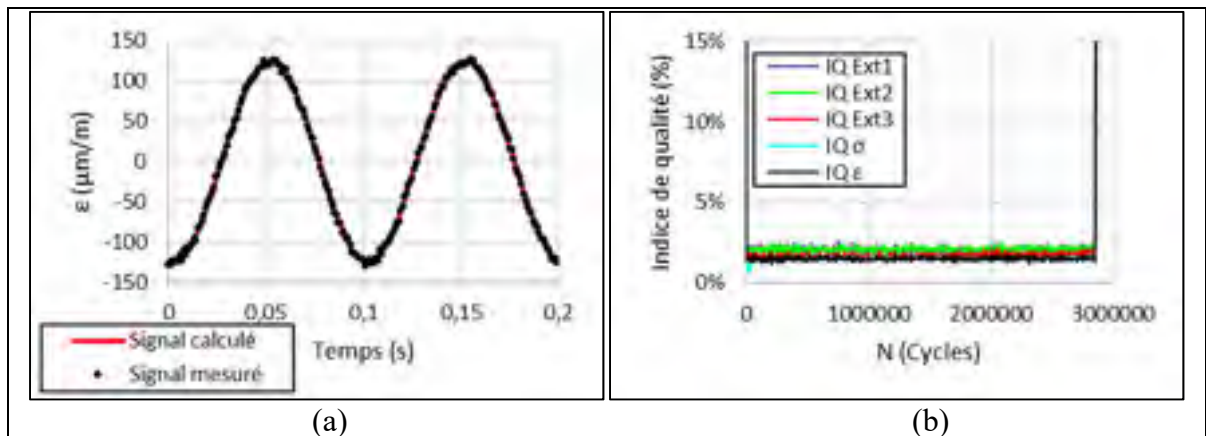 150
100
50
0
-50
-100
-150
ε (µm/m)
0
0,05
0,1
0,15
0,2
Temps (s)
Signal calculé
Signal mesuré
(a)
15%
10%
5%
0%
Indice de qualité (%)
IQ Ext1
IQ Ext2
IQ Ext3
IQ σ
IQ ε
0
1000000
2000000
3000000
N (Cycles)
(b)